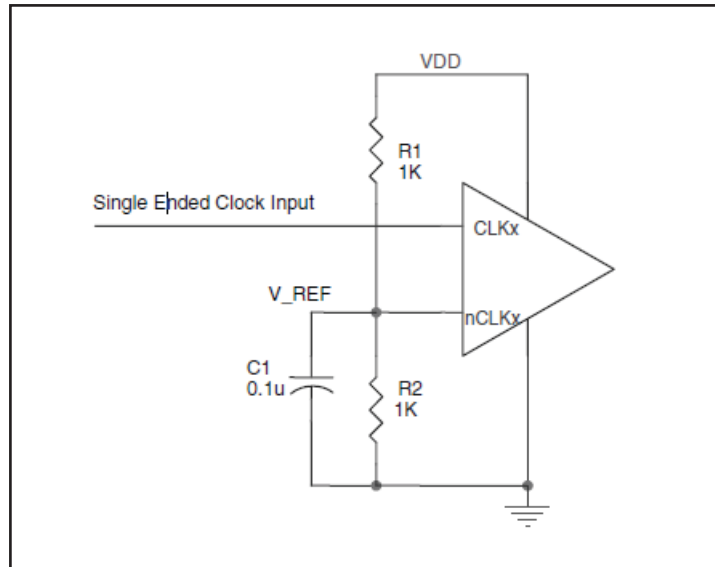 VDD
R1
1K
Single Ended Clock Input
CLKx
V_REF
nCLKx
C1
0.1u
R2
1K